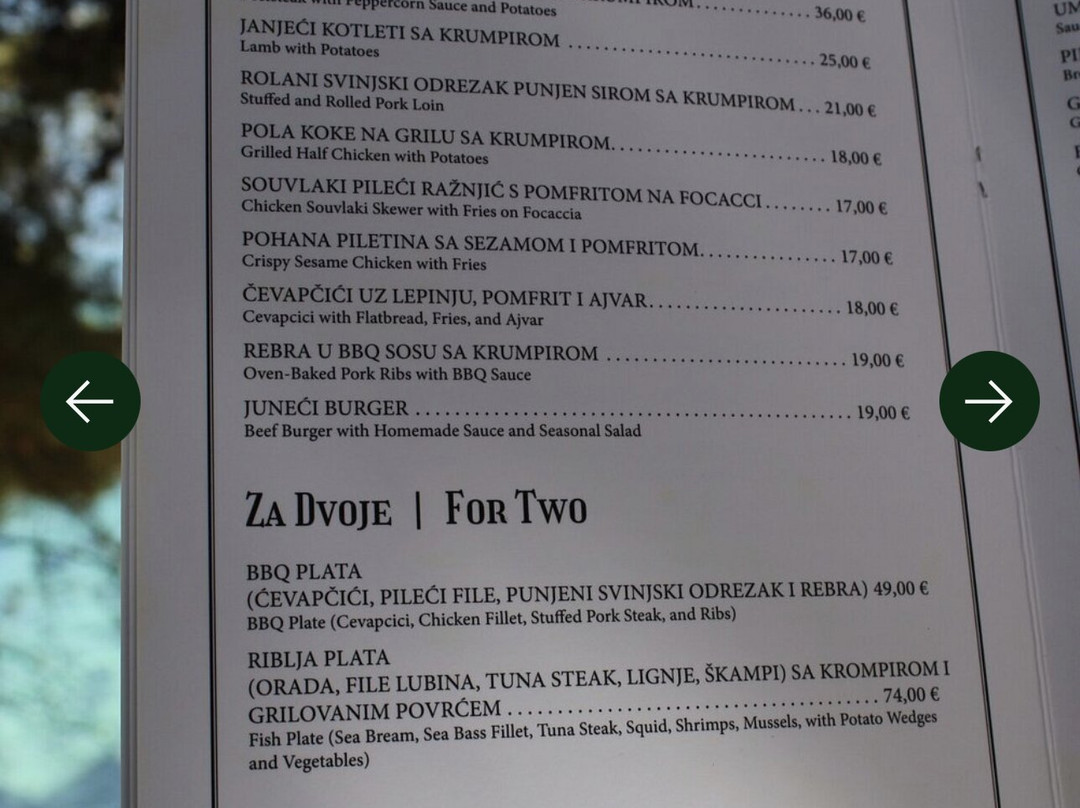 with Peppercorn Sauce and Potatoes
36,00 €
JANJEĆI KOTLETI SA KRUMPIROM ........................ 25,00 €
Lamb with Potatoes
ROLANI SVINJSKI ODREZAK PUNJEN SIROM SA KRUMPIROM... 21,00 €
Stuffed and Rolled Pork Loin
POLA KOKE NA GRILU SA KRUMPIROM..................... 18,00 €
Grilled Half Chicken with Potatoes
SOUVLAKI PILEĆI RAŽNJIĆ S POMFRITOM NA FOCACCI........ 17,00 €
Chicken Souvlaki Skewer with Fries on Focaccia
POHANA PILETINA SA SEZAMOM I POMFRITOM................ 17,00 €
Crispy Sesame Chicken with Fries
ČEVAPČIĆI UZ LEPINJU, POMFRIT I AJVAR....................... 18,00 €
Cevapcici with Flatbread, Fries, and Ajvar
REBRA U BBQ SOSU SA KRUMPIROM ............................. 19,00 €
Oven-Baked Pork Ribs with BBQ Sauce
JUNEĆI BURGER .................................................... 19,00 €
Beef Burger with Homemade Sauce and Seasonal Salad
ZA DVOJE | FOR TWO
BBQ PLATA
(ĆEVAPČIĆI, PILEĆI FILE, PUNJENI SVINJSKI ODREZAK I REBRA) 49,00 €
BBQ Plate (Cevapcici, Chicken Fillet, Stuffed Pork Steak, and Ribs)
RIBLJA PLATA
(ORADA, FILE LUBINA, TUNA STEAK, LIGNJE, ŠKAMPI) SA KROMPIROM I
GRILOVANIM POVRĆEM ............................................. 74,00 €
Fish Plate (Sea Bream, Sea Bass Fillet, Tuna Steak, Squid, Shrimps, Mussels, with Potato Wedges
and Vegetables)